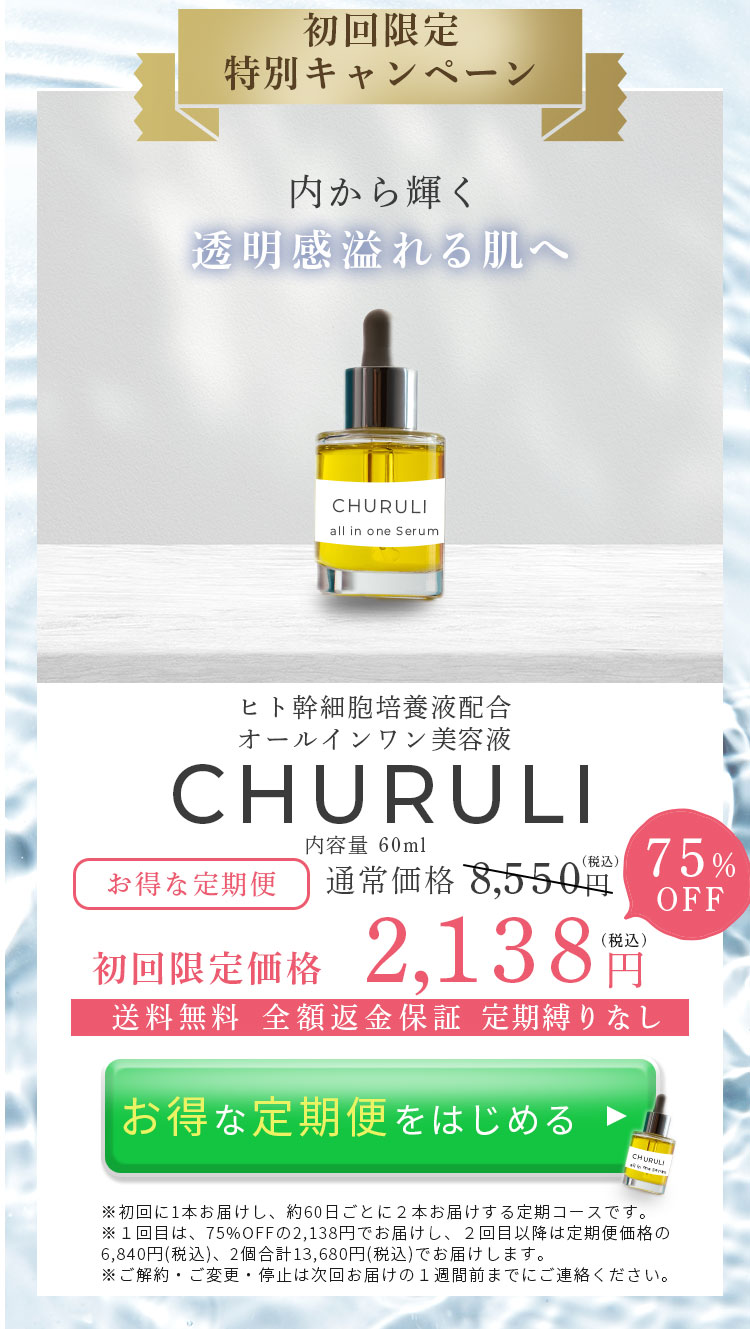 初回限定
特別キャンペーン
内から輝く
透明感溢れる肌へ
CHURULI
all in one Serum
ヒト幹細胞培養液配合
オールインワン美容液
CHURULI
内容量 60ml
お得な定期便
通常価格 8,550円(税込)
75%
OFF
初回限定価格 2,138円(税込)
送料無料 全額返金保証 定期縛りなし
お得な定期便をはじめる ▶
CHURULI
all in one Serum
※初回に1本お届けし、約60日ごとに２本お届けする定期コースです。
※１回目は、75%OFFの2,138円でお届けし、２回目以降は定期便価格の
6,840円(税込)、2個合計13,680円(税込)でお届けします。
※ご解約・ご変更・停止は次回お届けの１週間前までにご連絡ください。